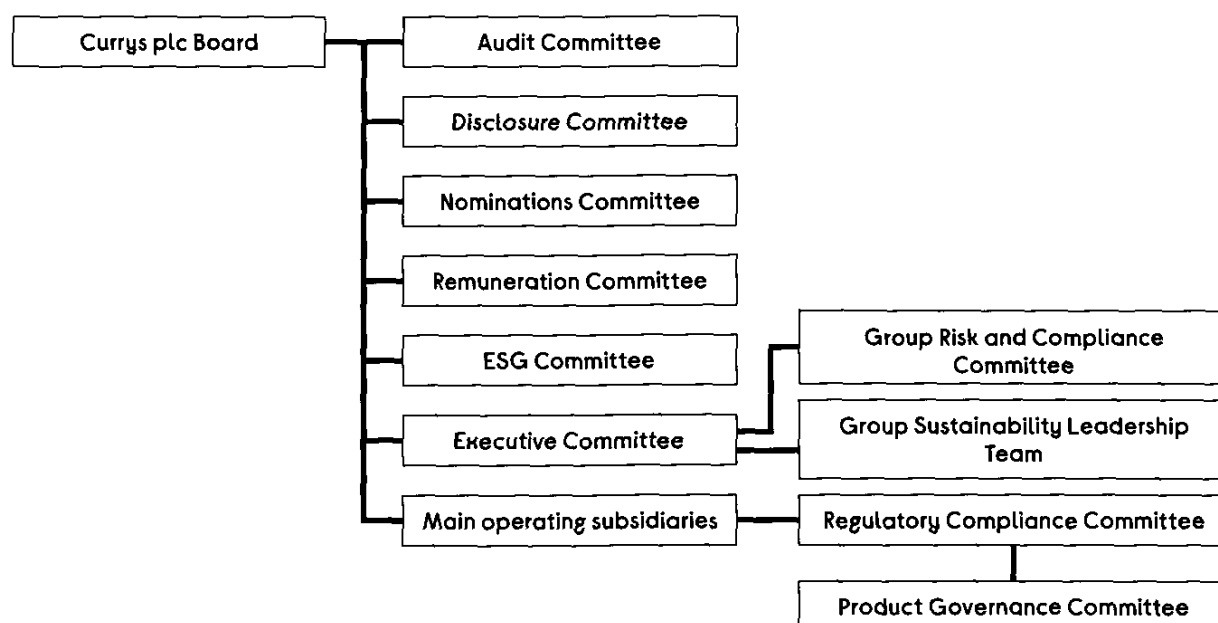 Currys plc Board
Audit Committee
Disclosure Committee
Nominations Committee
Remuneration Committee
ESG Committee
Group Risk and Compliance
Committee
Executive Committee
Group Sustainability Leadership
Team
Main operating subsidiaries
Regulatory Compliance Committee
Product Governance Committee